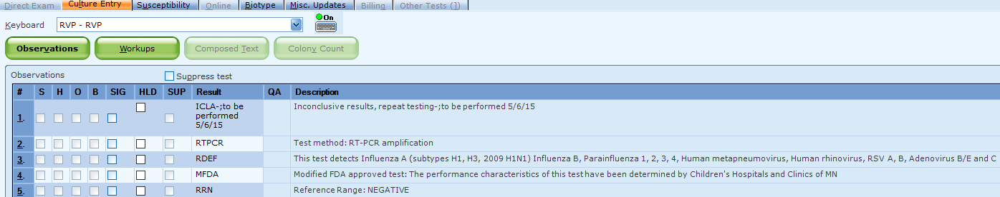 Direct Exam Culture Entry Susceptibility Online Biotype Misc. Updates Billing Other Tests (])
Keyboard RVP - RVP On
Observations Workups Composed Text Colony Count
Observations Suppress test
# S H O B SIG HLD SUP Result QA Description
1. ICLA-;to be Inconclusive results, repeat testing-;to be performed 5/6/15
performed
5/6/15
2. RTPCR Test method: RT-PCR amplification
3. RDEF This test detects Influenza A (subtypes H1, H3, 2009 H1N1) Influenza B, Parainfluenza 1, 2, 3, 4, Human metapneumovirus, Human rhinovirus, RSV A, B, Adenovirus B/E and C
4. MFDA Modified FDA approved test: The performance characteristics of this test have been determined by Children's Hospitals and Clinics of MN
5. RRN Reference Range: NEGATIVE